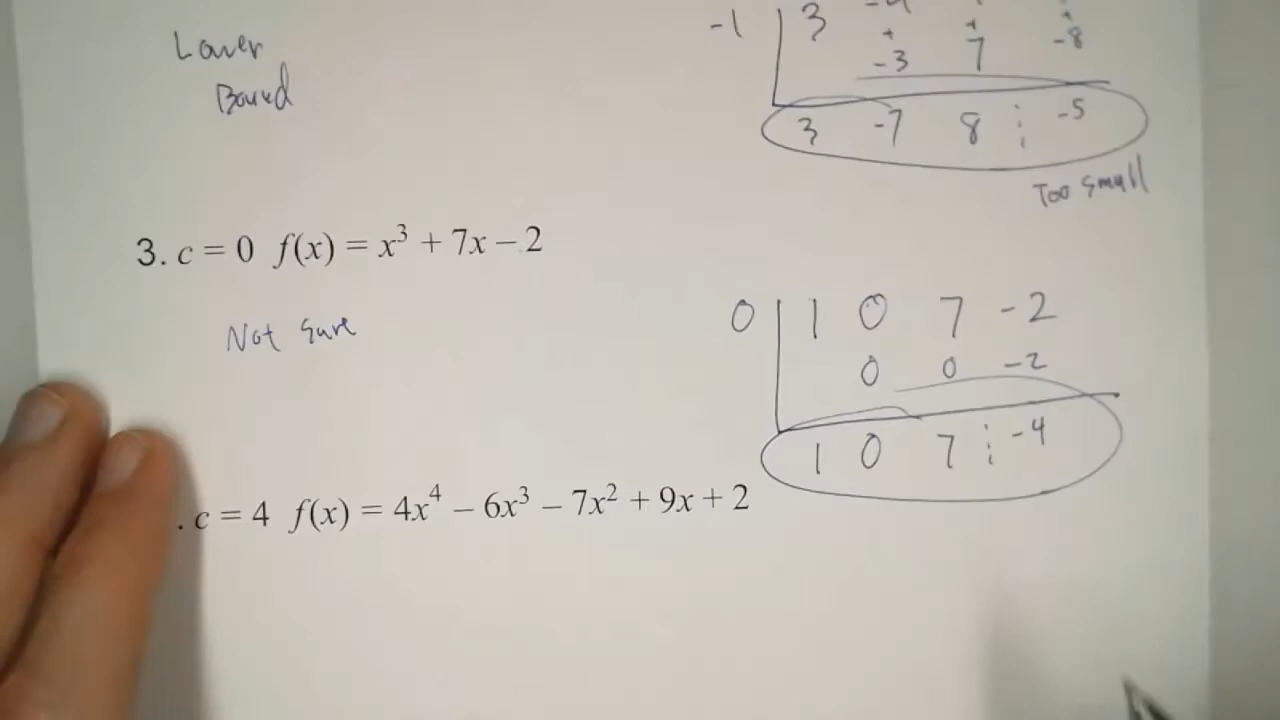 Lower
Bound
-1 3 -4
+ + +
-3 7 -8
3 -7 8 -5
Too Small
3. c = 0 f(x) = x³ + 7x − 2
Not Sure
0 1 0 7 -2
0 0 -2
1 0 7 -4
. c = 4 f(x) = 4x⁴ − 6x³ − 7x² + 9x + 2